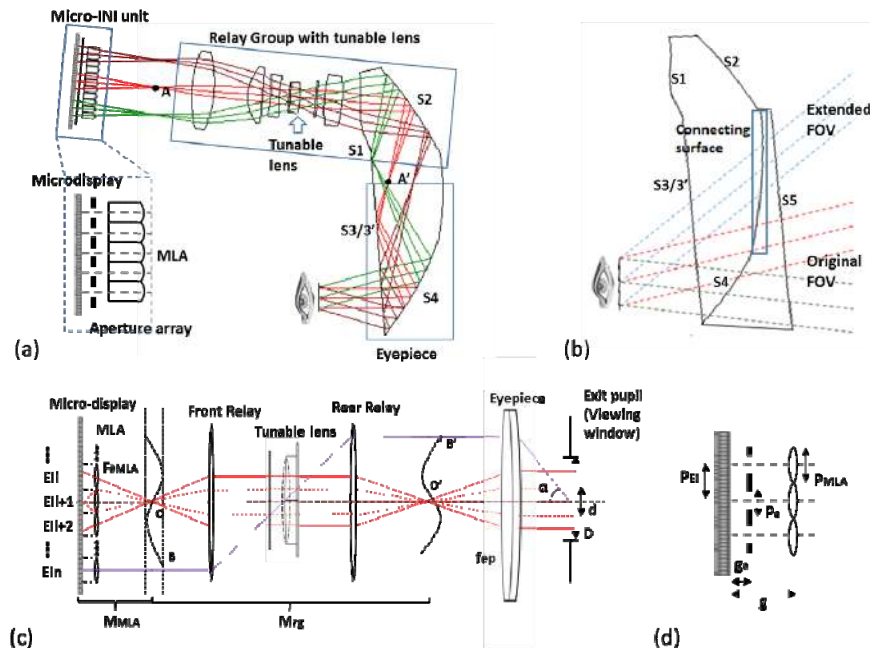 Micro-INI unit
Relay Group with tunable lens
A
Tunable
lens
S1
S2
A'
S3/3'
S4
Microdisplay
MLA
Aperture array
Eyepiece
(a)
S1
S2
Connecting
surface
Extended
FOV
S3/3'
S5
Original
FOV
S4
(b)
Micro-display
MLA
Front Relay
Tunable lens
Rear Relay
Eyepiece
Exit pupil
(Viewing
window)
EIi
EIi+1
EIi+2
EIn
B
B'
O'
α
d
D
fep
MMLA
Mrg
(c)
PEI
PMLA
Pa
ga
g
(d)